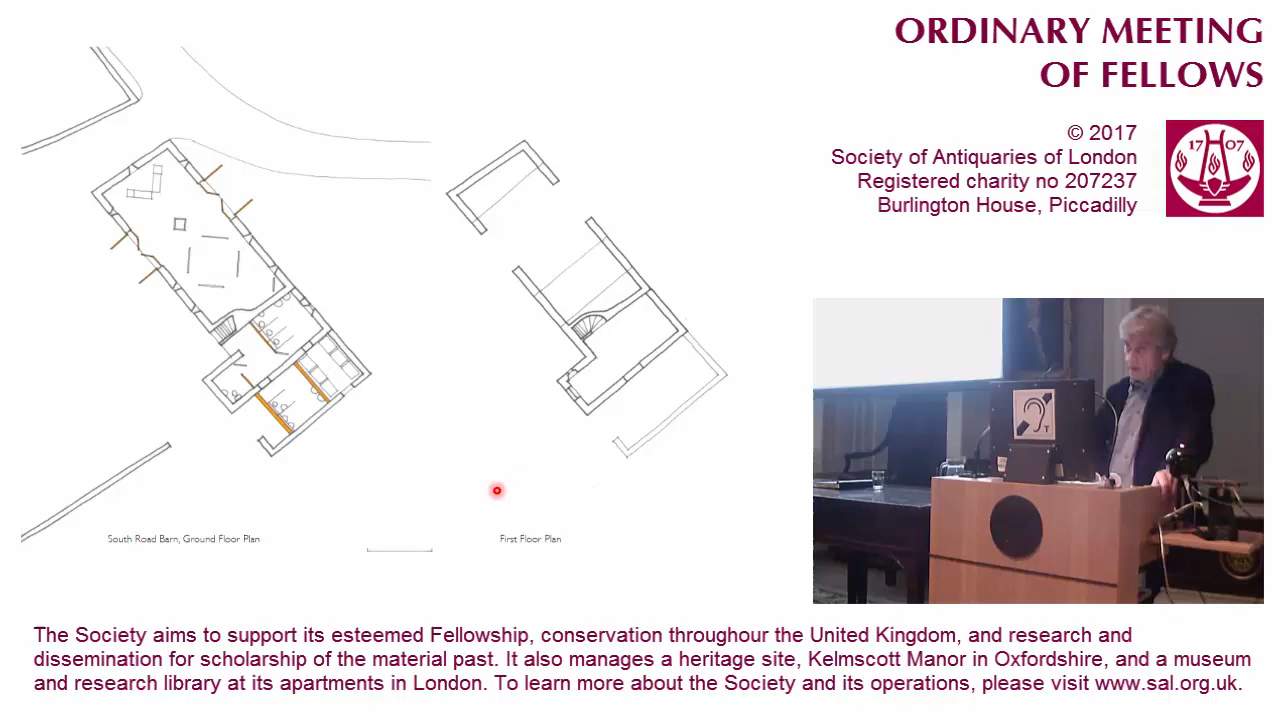 ORDINARY MEETING
OF FELLOWS
© 2017
Society of Antiquaries of London
Registered charity no 207237
Burlington House, Piccadilly
17 07
T
South Road Barn, Ground Floor Plan
First Floor Plan
The Society aims to support its esteemed Fellowship, conservation throughour the United Kingdom, and research and
dissemination for scholarship of the material past. It also manages a heritage site, Kelmscott Manor in Oxfordshire, and a museum
and research library at its apartments in London. To learn more about the Society and its operations, please visit www.sal.org.uk.